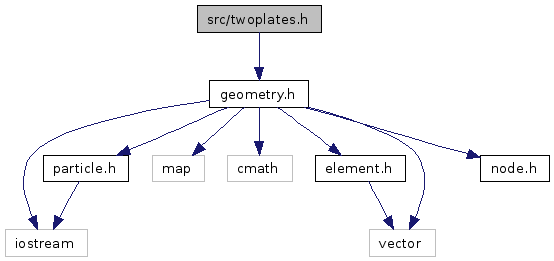 src/twoplates.h
geometry.h
particle.h
map
cmath
element.h
node.h
iostream
vector